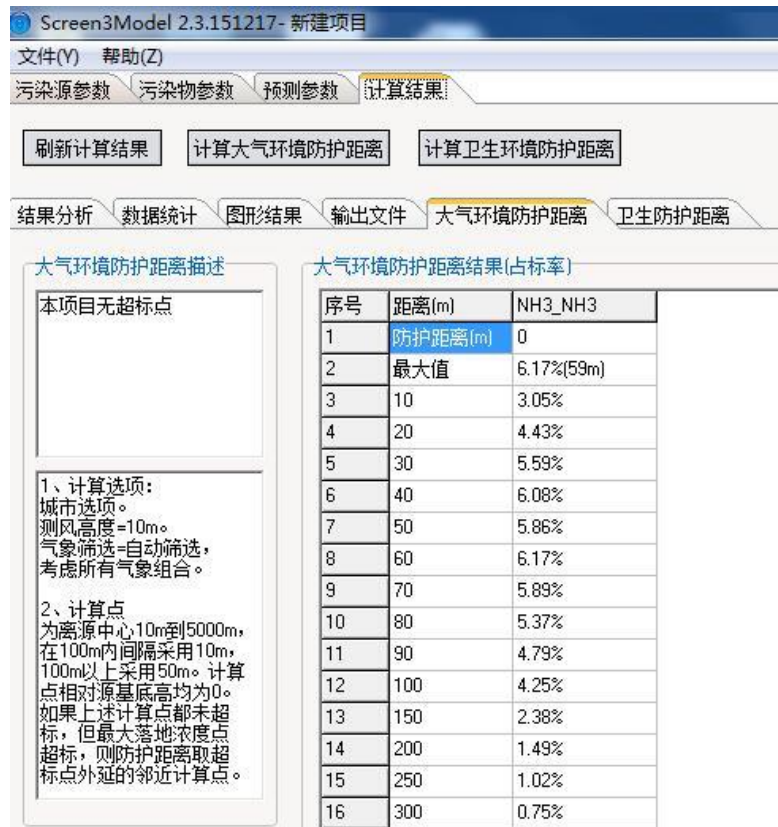 Screen3Model 2.3.151217- 新建项目
文件(Y) 帮助(Z)
污染源参数 污染物参数 预测参数 计算结果
刷新计算结果 计算大气环境防护距离 计算卫生环境防护距离
结果分析 数据统计 图形结果 输出文件 大气环境防护距离 卫生防护距离
大气环境防护距离描述
本项目无超标点
1、计算选项:
城市选项。
测风高度=10m。
气象筛选=自动筛选,
考虑所有气象组合。
2、计算点
为离源中心10m到5000m,
在100m内间隔采用10m,
100m以上采用50m。计算
点相对源基底高均为0。
如果上述计算点都未超
标,但最大落地浓度点
超标,则防护距离取超
标点外延的邻近计算点。
大气环境防护距离结果(占标率)
序号 距离(m) NH3_NH3
1 防护距离(m) 0
2 最大值 6.17%(59m)
3 10 3.05%
4 20 4.43%
5 30 5.59%
6 40 6.08%
7 50 5.86%
8 60 6.17%
9 70 5.89%
10 80 5.37%
11 90 4.79%
12 100 4.25%
13 150 2.38%
14 200 1.49%
15 250 1.02%
16 300 0.75%